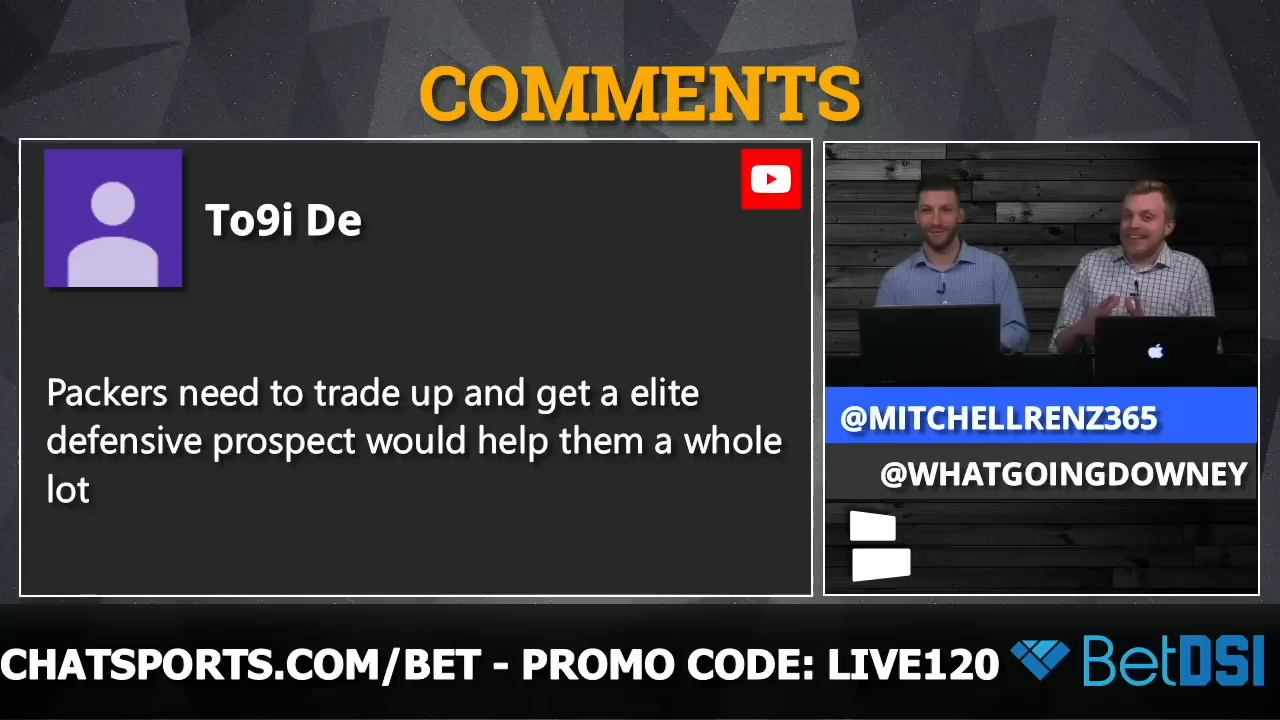 COMMENTS
To9i De
Packers need to trade up and get a elite
defensive prospect would help them a whole
lot
@MITCHELLRENZ365
@WHATGOINGDOWNEY
CHATSPORTS.COM/BET - PROMO CODE: LIVE120
BetDSI